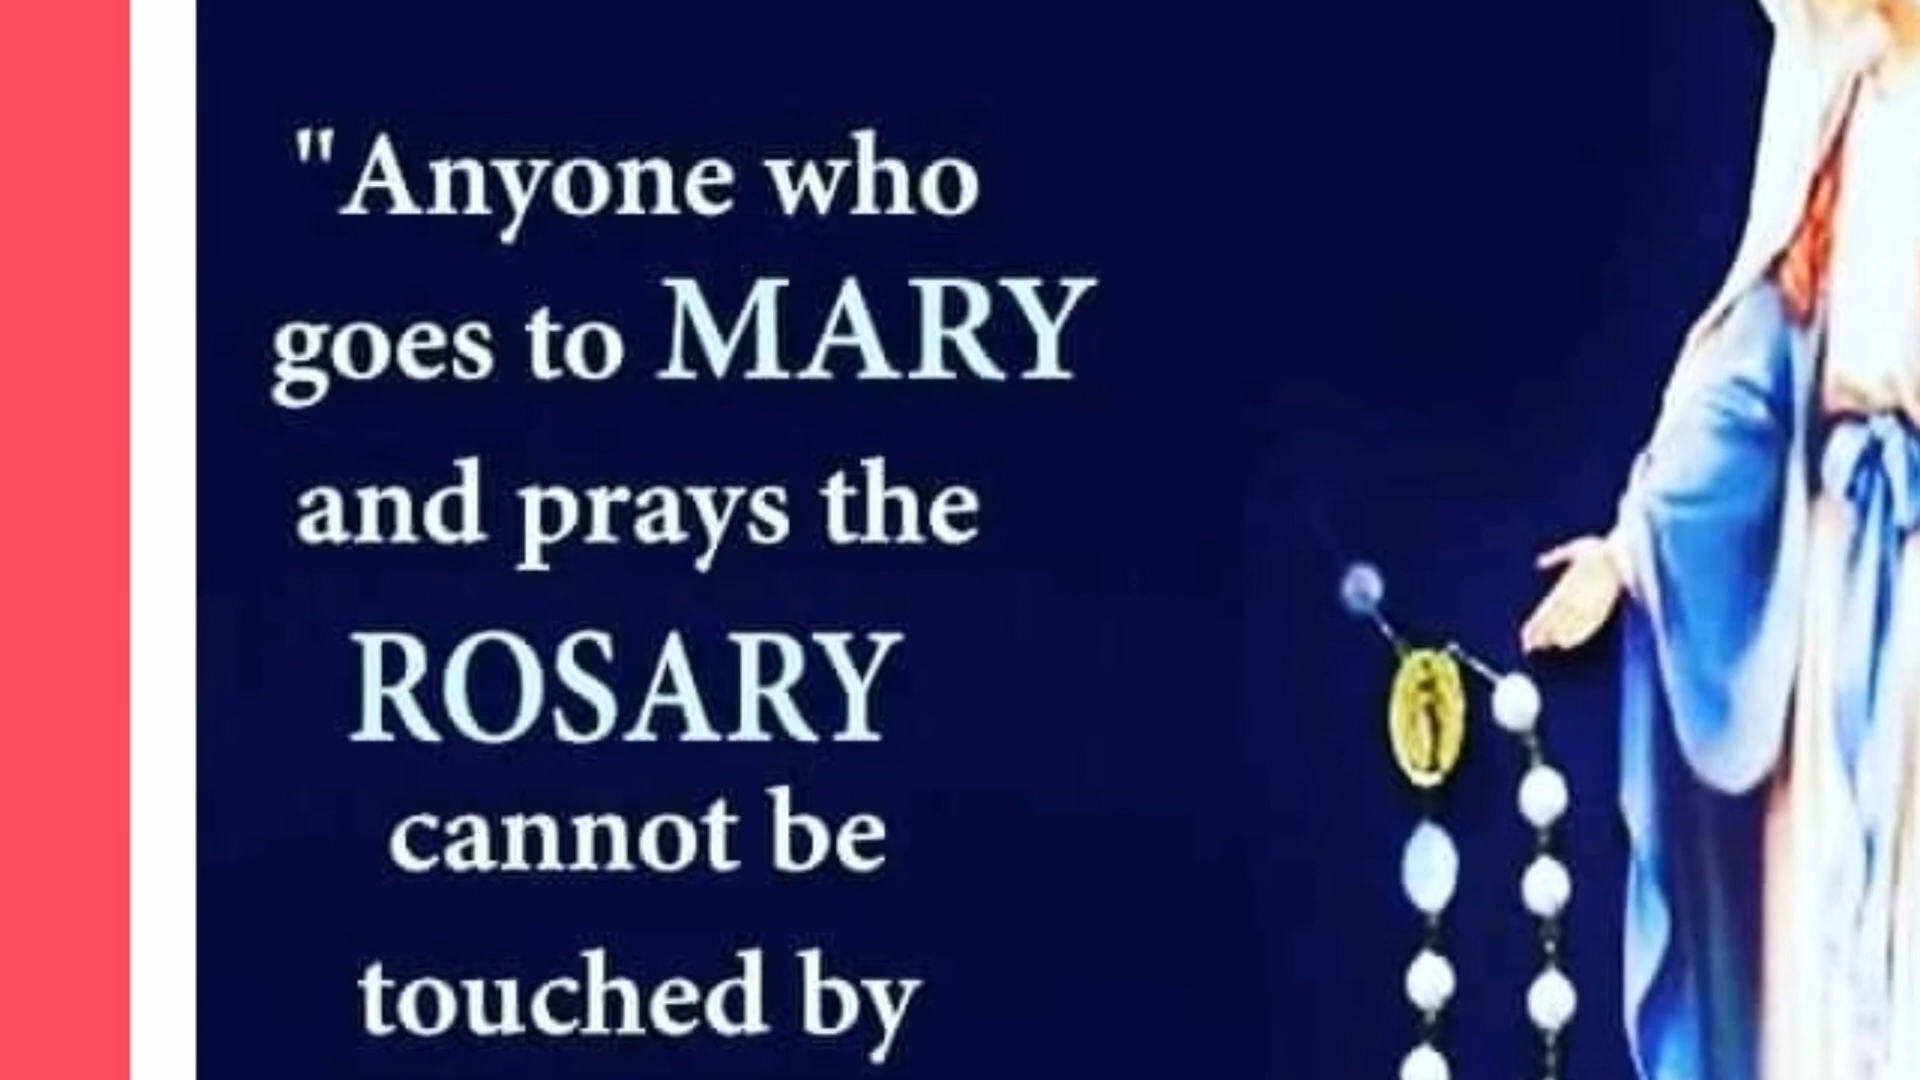 "Anyone who
goes to MARY
and prays the
ROSARY
cannot be
touched by